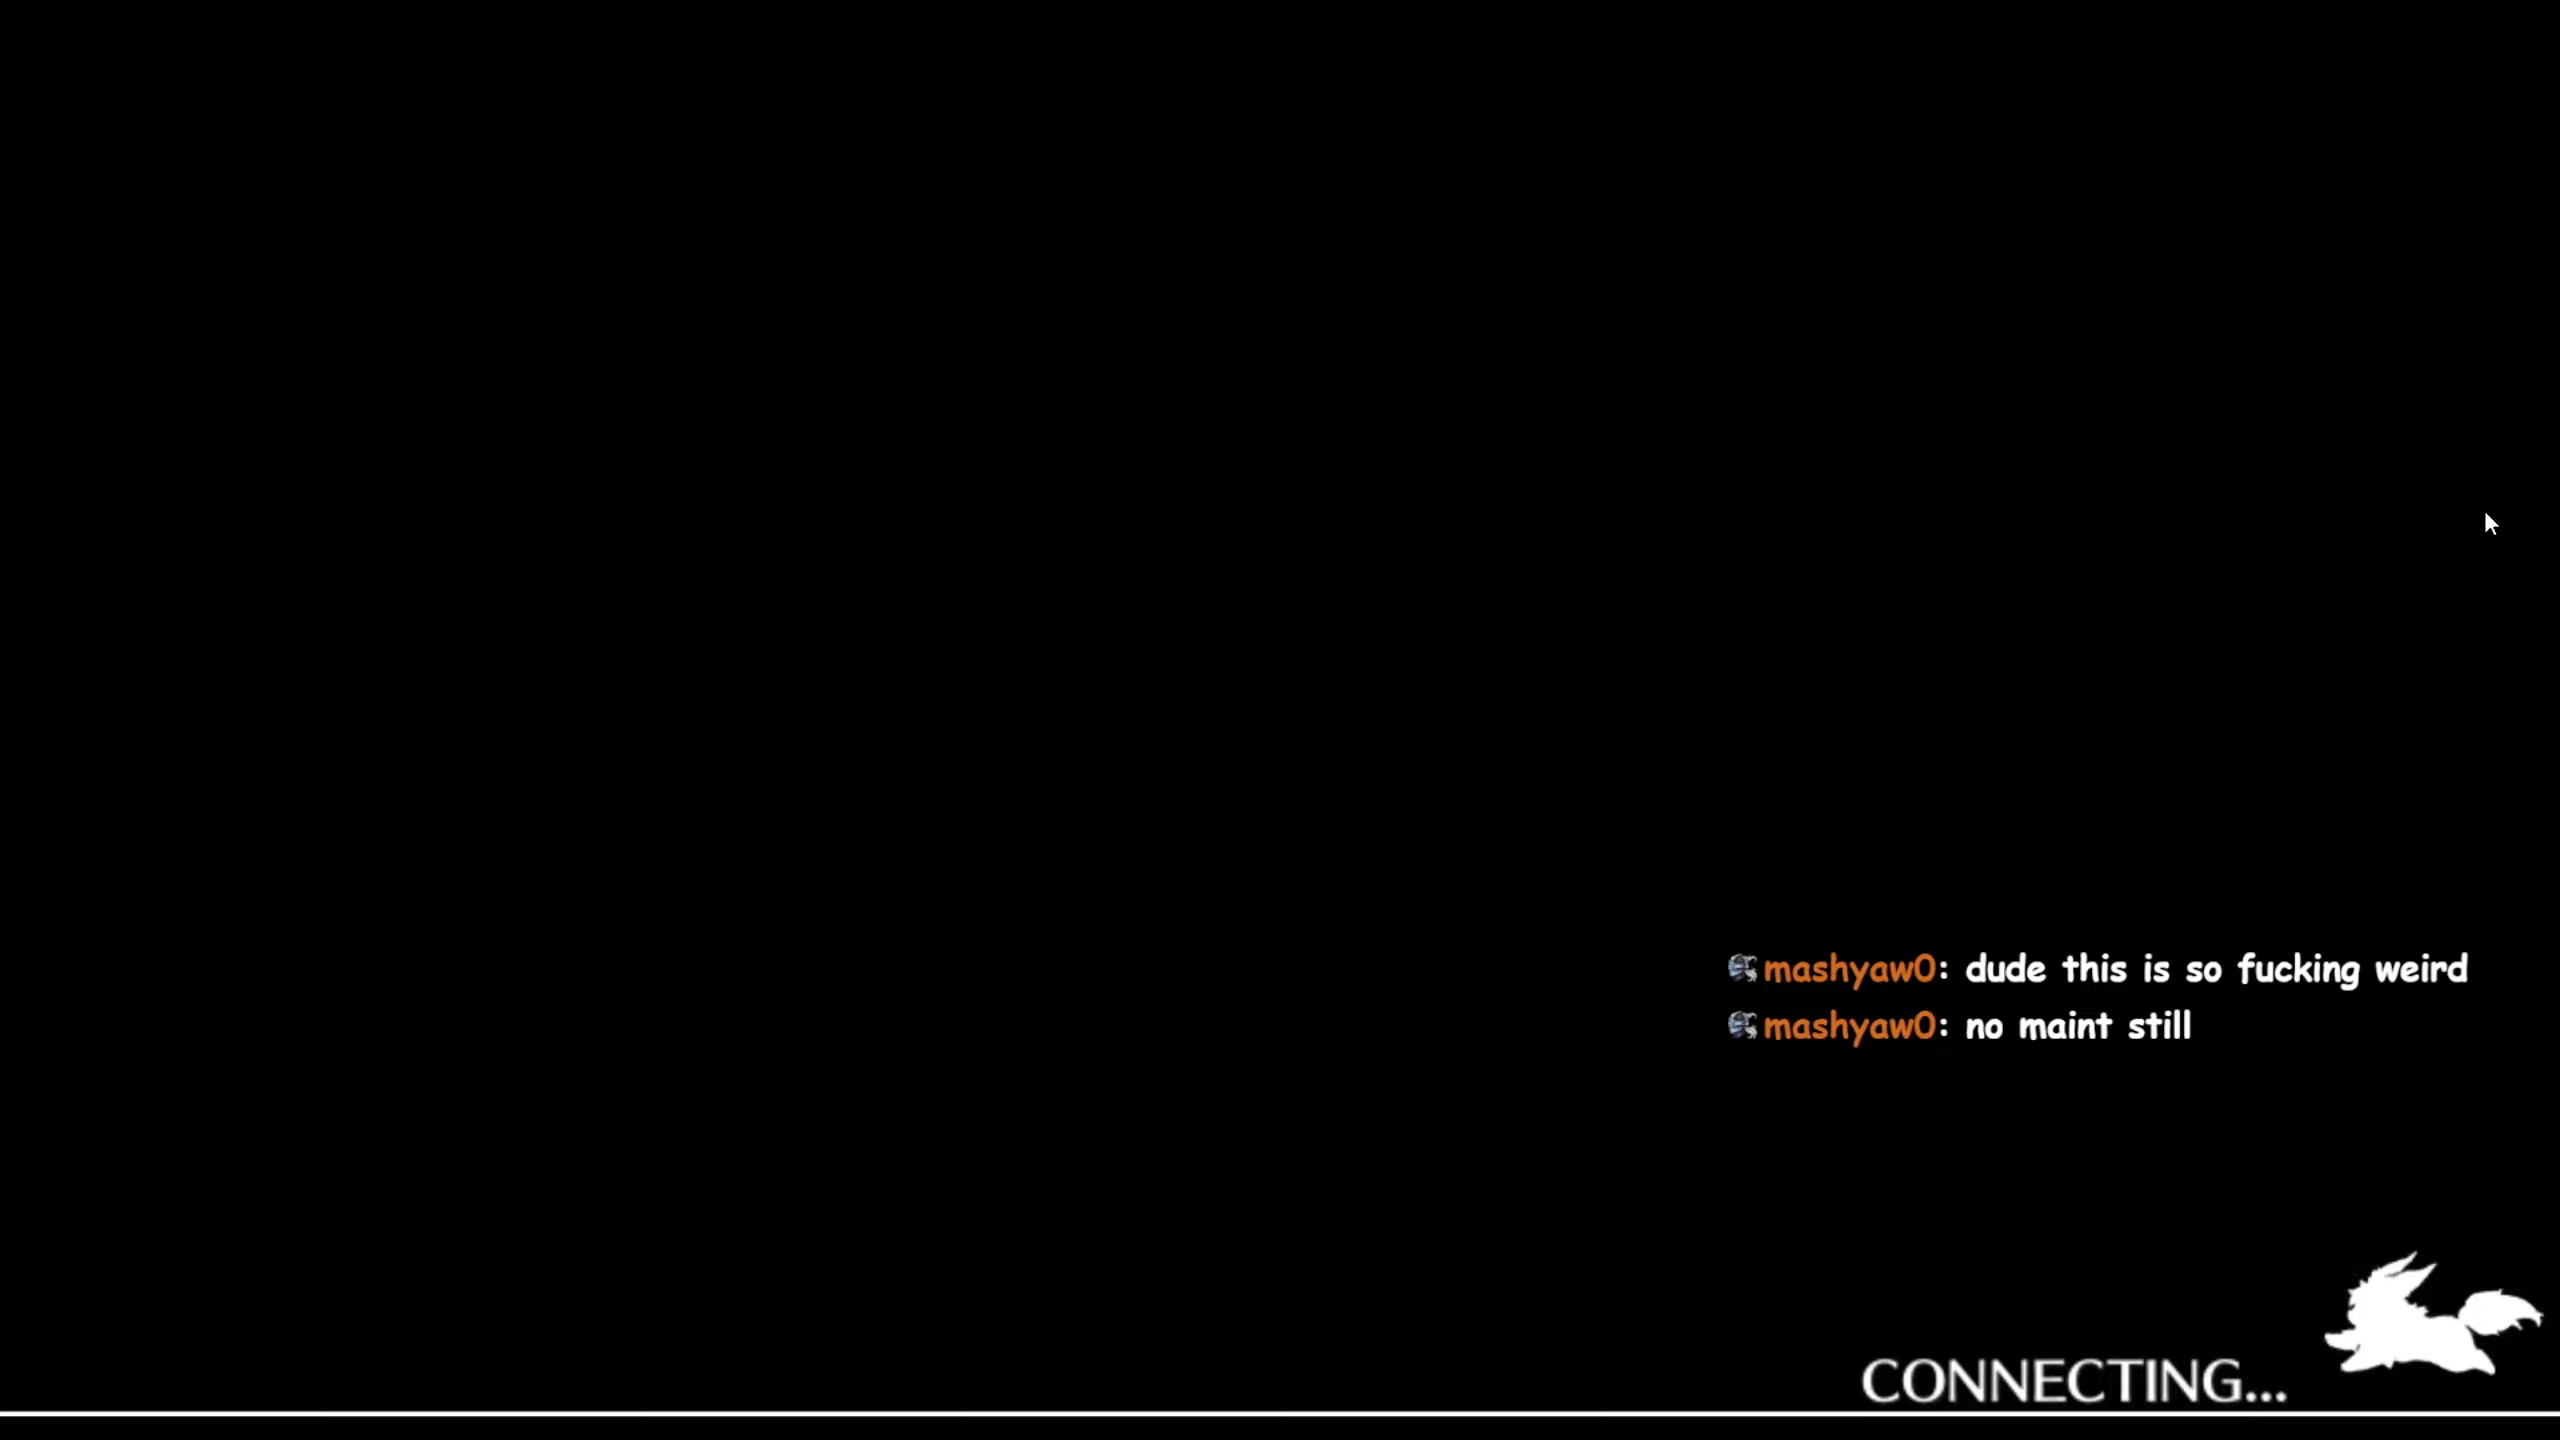 mashyaw0: dude this is so fucking weird
mashyaw0: no maint still
CONNECTING...